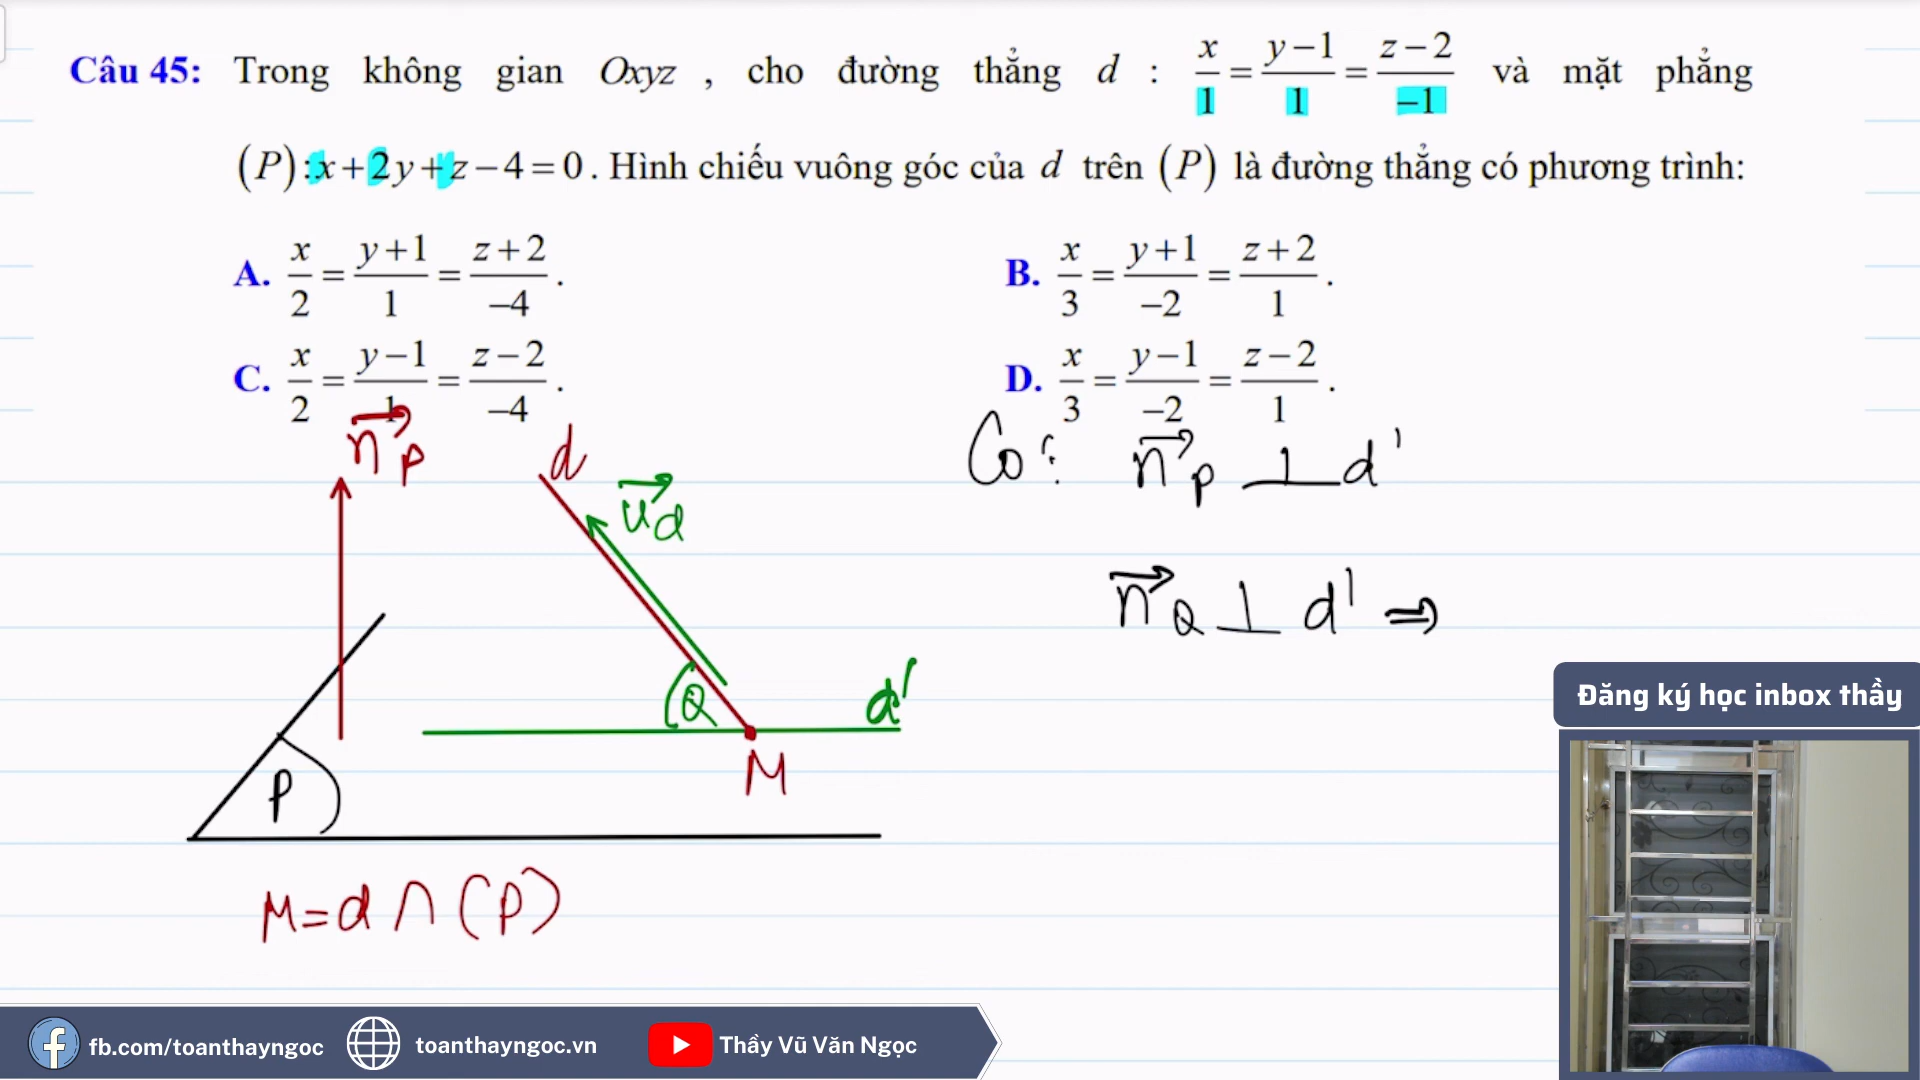 Câu 45: Trong không gian Oxyz , cho đường thẳng d : x/1 = (y−1)/1 = (z−2)/−1 và mặt phẳng
(P):x+2y+z−4=0. Hình chiếu vuông góc của d trên (P) là đường thẳng có phương trình:
A. x/2 = (y+1)/1 = (z+2)/−4 .
B. x/3 = (y+1)/−2 = (z+2)/1 .
C. x/2 = (y−1)/1 = (z−2)/−4 .
D. x/3 = (y−1)/−2 = (z−2)/1 .
n⃗P
d
u⃗d
Có: n⃗P ⊥ d'
n⃗Q ⊥ d' ⇒
Q
d'
M
P
M=d∩(P)
Đăng ký học inbox thầy
fb.com/toanthayngoc
toanthayngoc.vn
Thầy Vũ Văn Ngọc